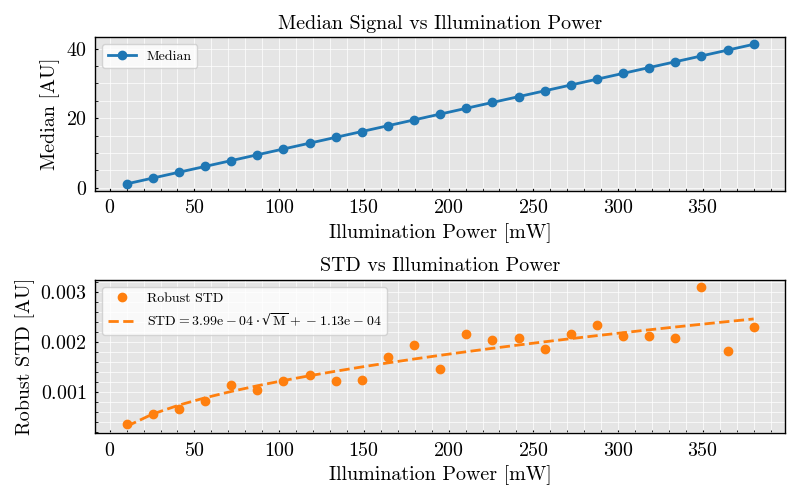 Median Signal vs Illumination Power
Median [AU]
40
20
0
Median
0 50 100 150 200 250 300 350
Illumination Power [mW]
STD vs Illumination Power
Robust STD [AU]
0.003
0.002
0.001
Robust STD
STD = 3.99e − 04 · √M + −1.13e − 04
0 50 100 150 200 250 300 350
Illumination Power [mW]